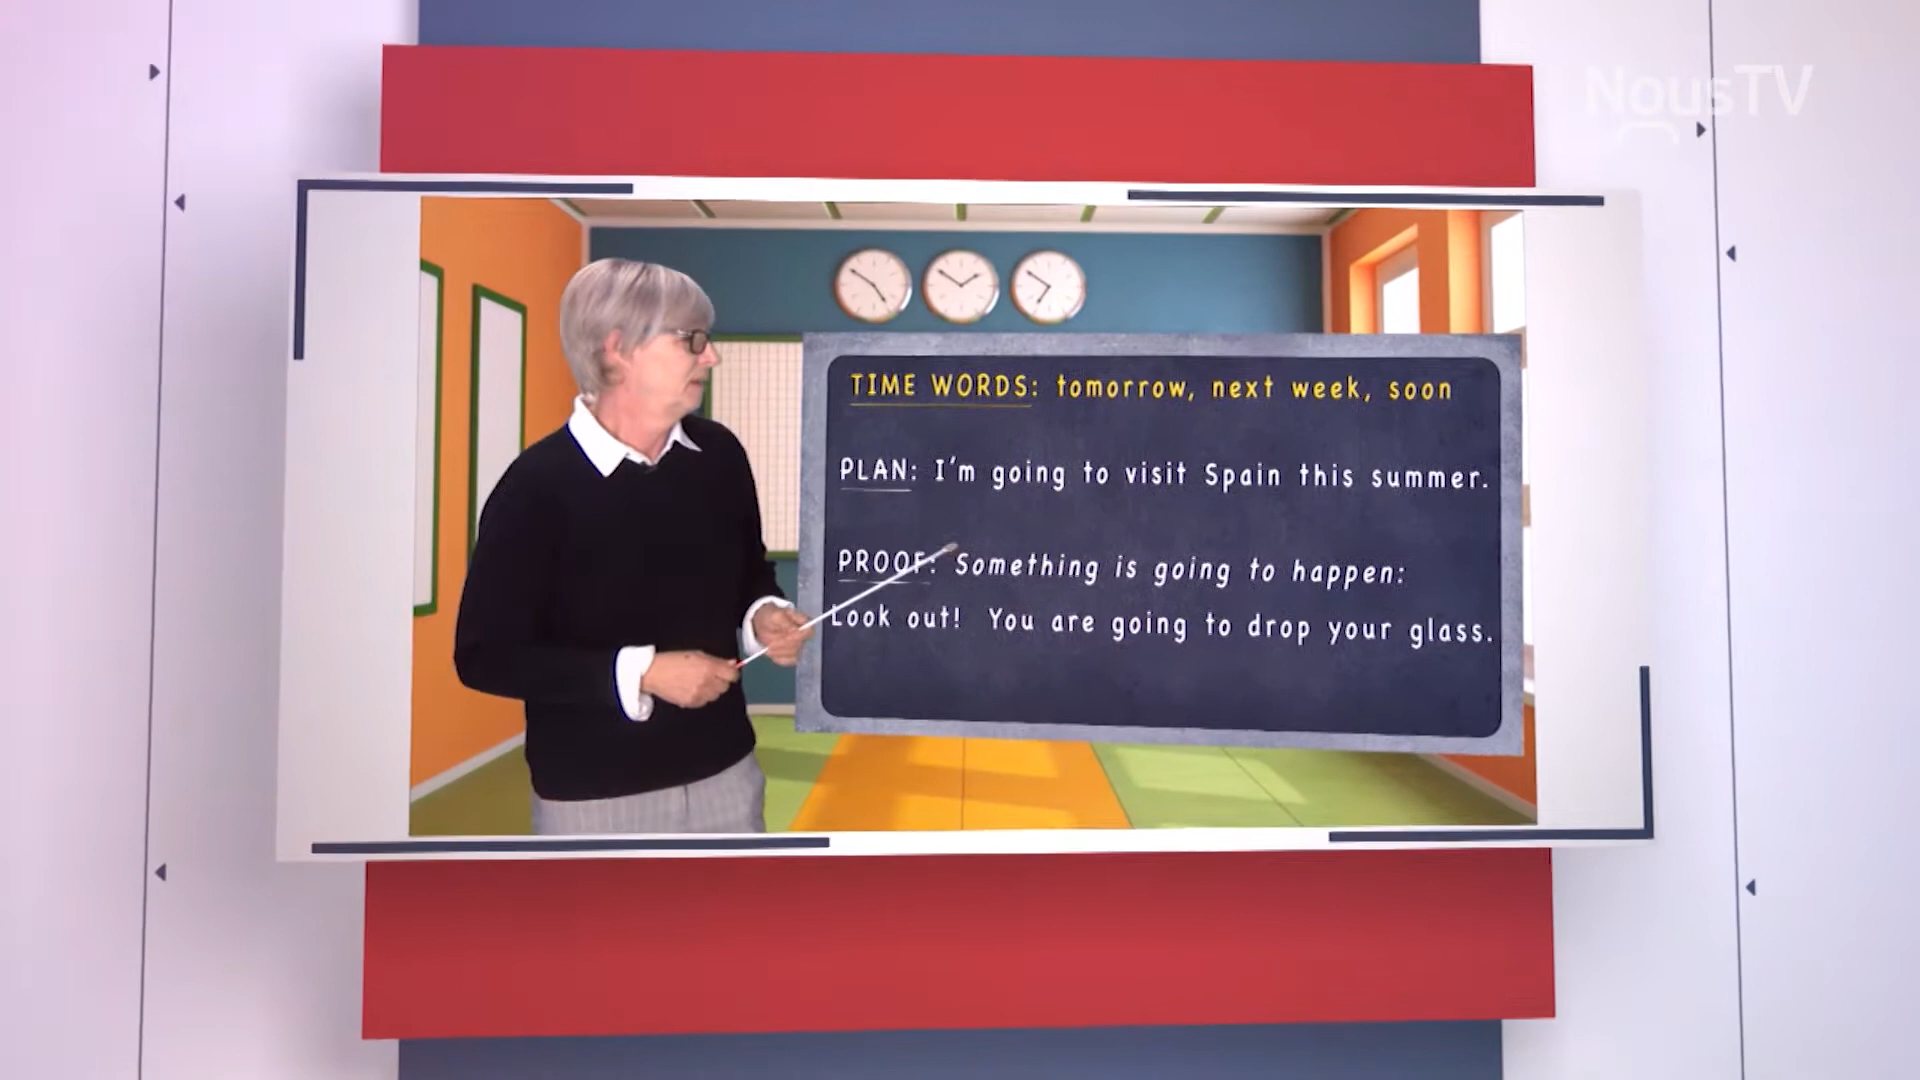 NousTV
TIME WORDS: tomorrow, next week, soon
PLAN: I'm going to visit Spain this summer.
PROOF: Something is going to happen:
Look out! You are going to drop your glass.